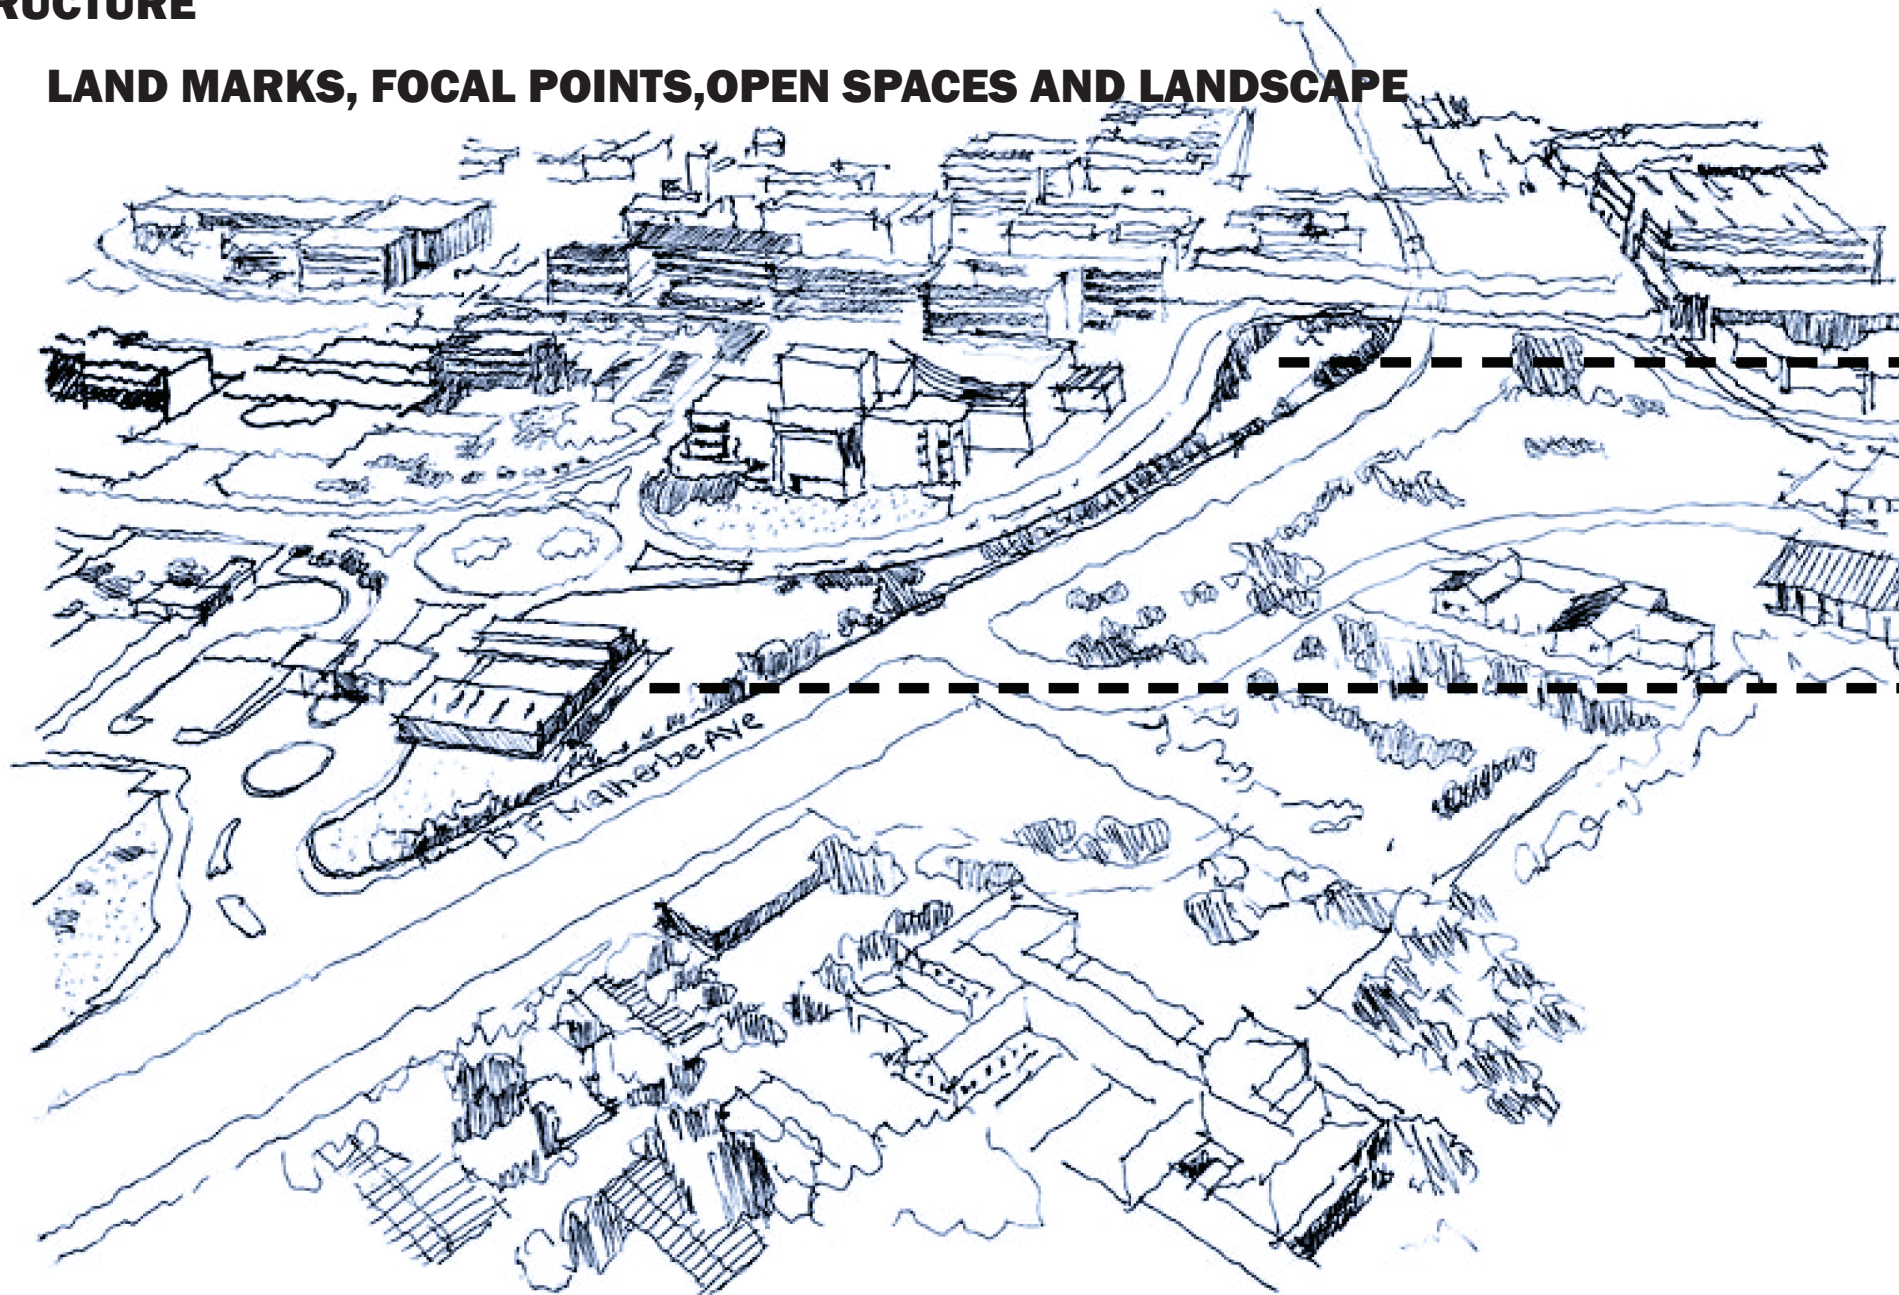 RUCTURE
LAND MARKS, FOCAL POINTS,OPEN SPACES AND LANDSCAPE
DF Malherbe Ave